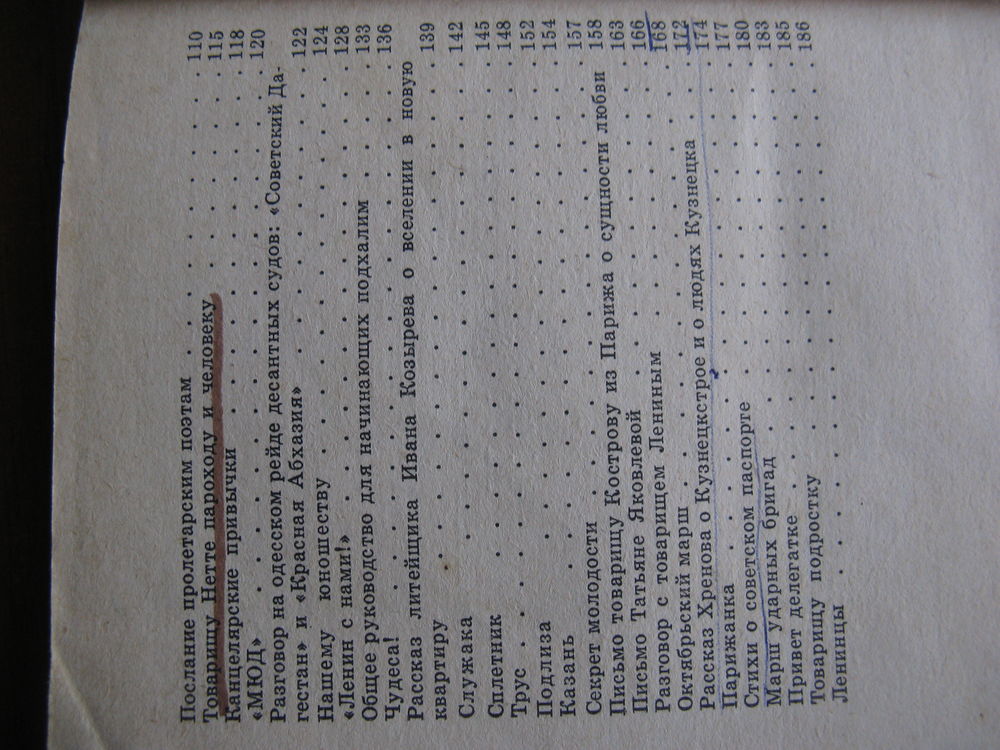 Послание пролетарским поэтам . . . . . . . . . 110
Товарищу Нетте пароходу и человеку . . . . . . . 115
Канцелярские привычки . . . . . . . . . . 118
«МЮД» . . . . . . . . . . . . . . 120
Разговор на одесском рейде десантных судов: «Советский Да-
гестан» и «Красная Абхазия» . . . . . . . . . 122
Нашему юношеству . . . . . . . . . . . 124
«Ленин с нами!» . . . . . . . . . . . . 128
Общее руководство для начинающих подхалим . . . . . 133
Чудеса! . . . . . . . . . . . . . . 136
Рассказ литейщика Ивана Козырева о вселении в новую
квартиру . . . . . . . . . . . . . 139
Служака . . . . . . . . . . . . . . 142
Сплетник . . . . . . . . . . . . . 145
Трус . . . . . . . . . . . . . . . 148
Подлиза . . . . . . . . . . . . . . 152
Казань . . . . . . . . . . . . . . 154
Секрет молодости . . . . . . . . . . . . 157
Письмо товарищу Кострову из Парижа о сущности любви 158
Письмо Татьяне Яковлевой . . . . . . . . . 163
Разговор с товарищем Лениным . . . . . . . . 166
Октябрьский марш . . . . . . . . . . . 168
Рассказ Хренова о Кузнецкстрое и о людях Кузнецка . . . 172
Парижанка . . . . . . . . . . . . . 174
Стихи о советском паспорте . . . . . . . . . 177
Марш ударных бригад . . . . . . . . . . 180
Привет делегатке . . . . . . . . . . . . 183
Товарищу подростку . . . . . . . . . . . 185
Ленинцы . . . . . . . . . . . . . . 186